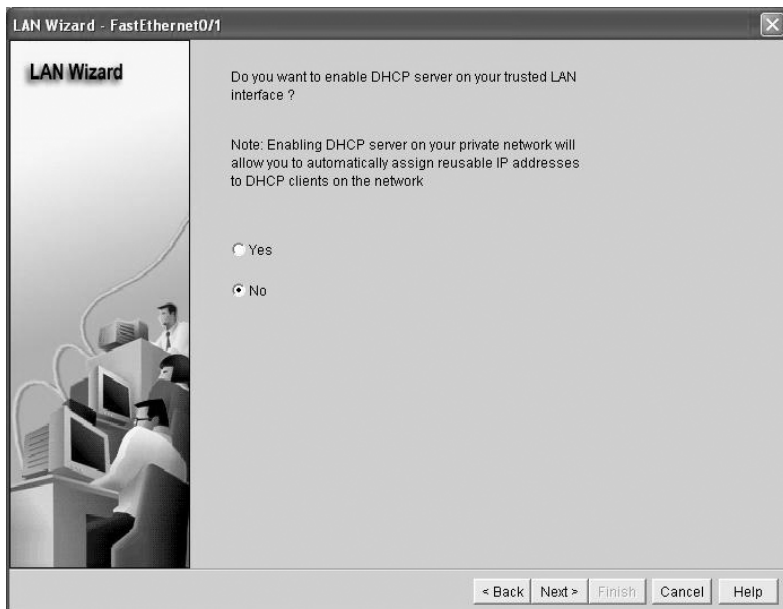 LAN Wizard - FastEthernet0/1
LAN Wizard
Do you want to enable DHCP server on your trusted LAN
interface ?
Note: Enabling DHCP server on your private network will
allow you to automatically assign reusable IP addresses
to DHCP clients on the network
Yes
No
< Back Next > Finish Cancel Help